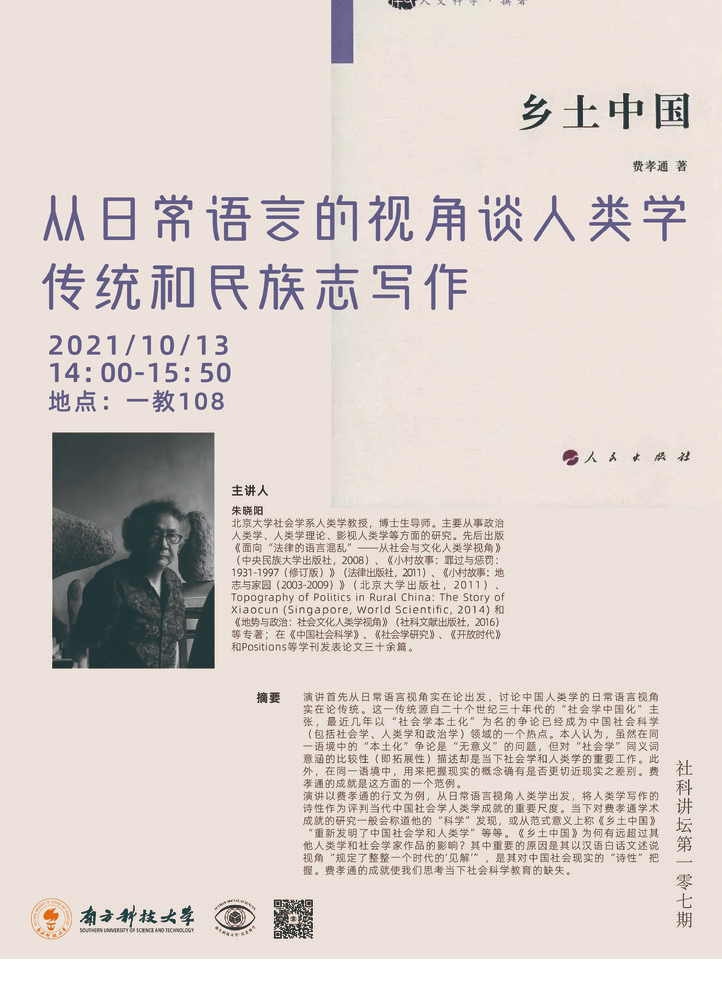 人文科学·撰著
乡土中国
费孝通 著
从日常语言的视角谈人类学
传统和民族志写作
2021/10/13
14:00-15:50
地点：一教108
人民出版社
主讲人
朱晓阳
北京大学社会学系人类学教授，博士生导师。主要从事政治
人类学、人类学理论、影视人类学等方面的研究。先后出版
《面向“法律的语言混乱”——从社会与文化人类学视角》
（中央民族大学出版社，2008）、《小村故事：罪过与惩罚：
1931-1997（修订版）》（法律出版社，2011）、《小村故事：地
志与家园（2003-2009）》（北京大学出版社，2011）、
Topography of Politics in Rural China: The Story of
Xiaocun (Singapore, World Scientific, 2014) 和
《地势与政治：社会文化人类学视角》（社科文献出版社，2016）
等专著；在《中国社会科学》、《社会学研究》、《开放时代》
和Positions等学刊发表论文三十余篇。
摘要
演讲首先从日常语言视角实在论出发，讨论中国人类学的日常语言视角
实在论传统。这一传统源自二十个世纪三十年代的“社会学中国化”主
张，最近几年以“社会学本土化”为名的争论已经成为中国社会科学
（包括社会学、人类学和政治学）领域的一个热点。本人认为，虽然在同
一语境中的“本土化”争论是“无意义”的问题，但对“社会学”同义词
意涵的比较性（即拓展性）描述却是当下社会学和人类学的重要工作。此
外，在同一语境中，用来把握现实的概念确有是否更切近现实之差别。费
孝通的成就是这方面的一个范例。
演讲以费孝通的行文为例，从日常语言视角人类学出发，将人类学写作的
诗性作为评判当代中国社会学人类学成就的重要尺度。当下对费孝通学术
成就的研究一般会称道他的“科学”发现，或从范式意义上称《乡土中国》
“重新发明了中国社会学和人类学”等等。《乡土中国》为何有远超过其
他人类学和社会学家作品的影响？其中重要的原因是其以汉语白话文述说
视角“规定了整整一个时代的‘见解’”，是其对中国社会现实的“诗性”把
握。费孝通的成就使我们思考当下社会科学教育的缺失。
社科讲坛第一零七期
南方科技大学
SOUTHERN UNIVERSITY OF SCIENCE AND TECHNOLOGY